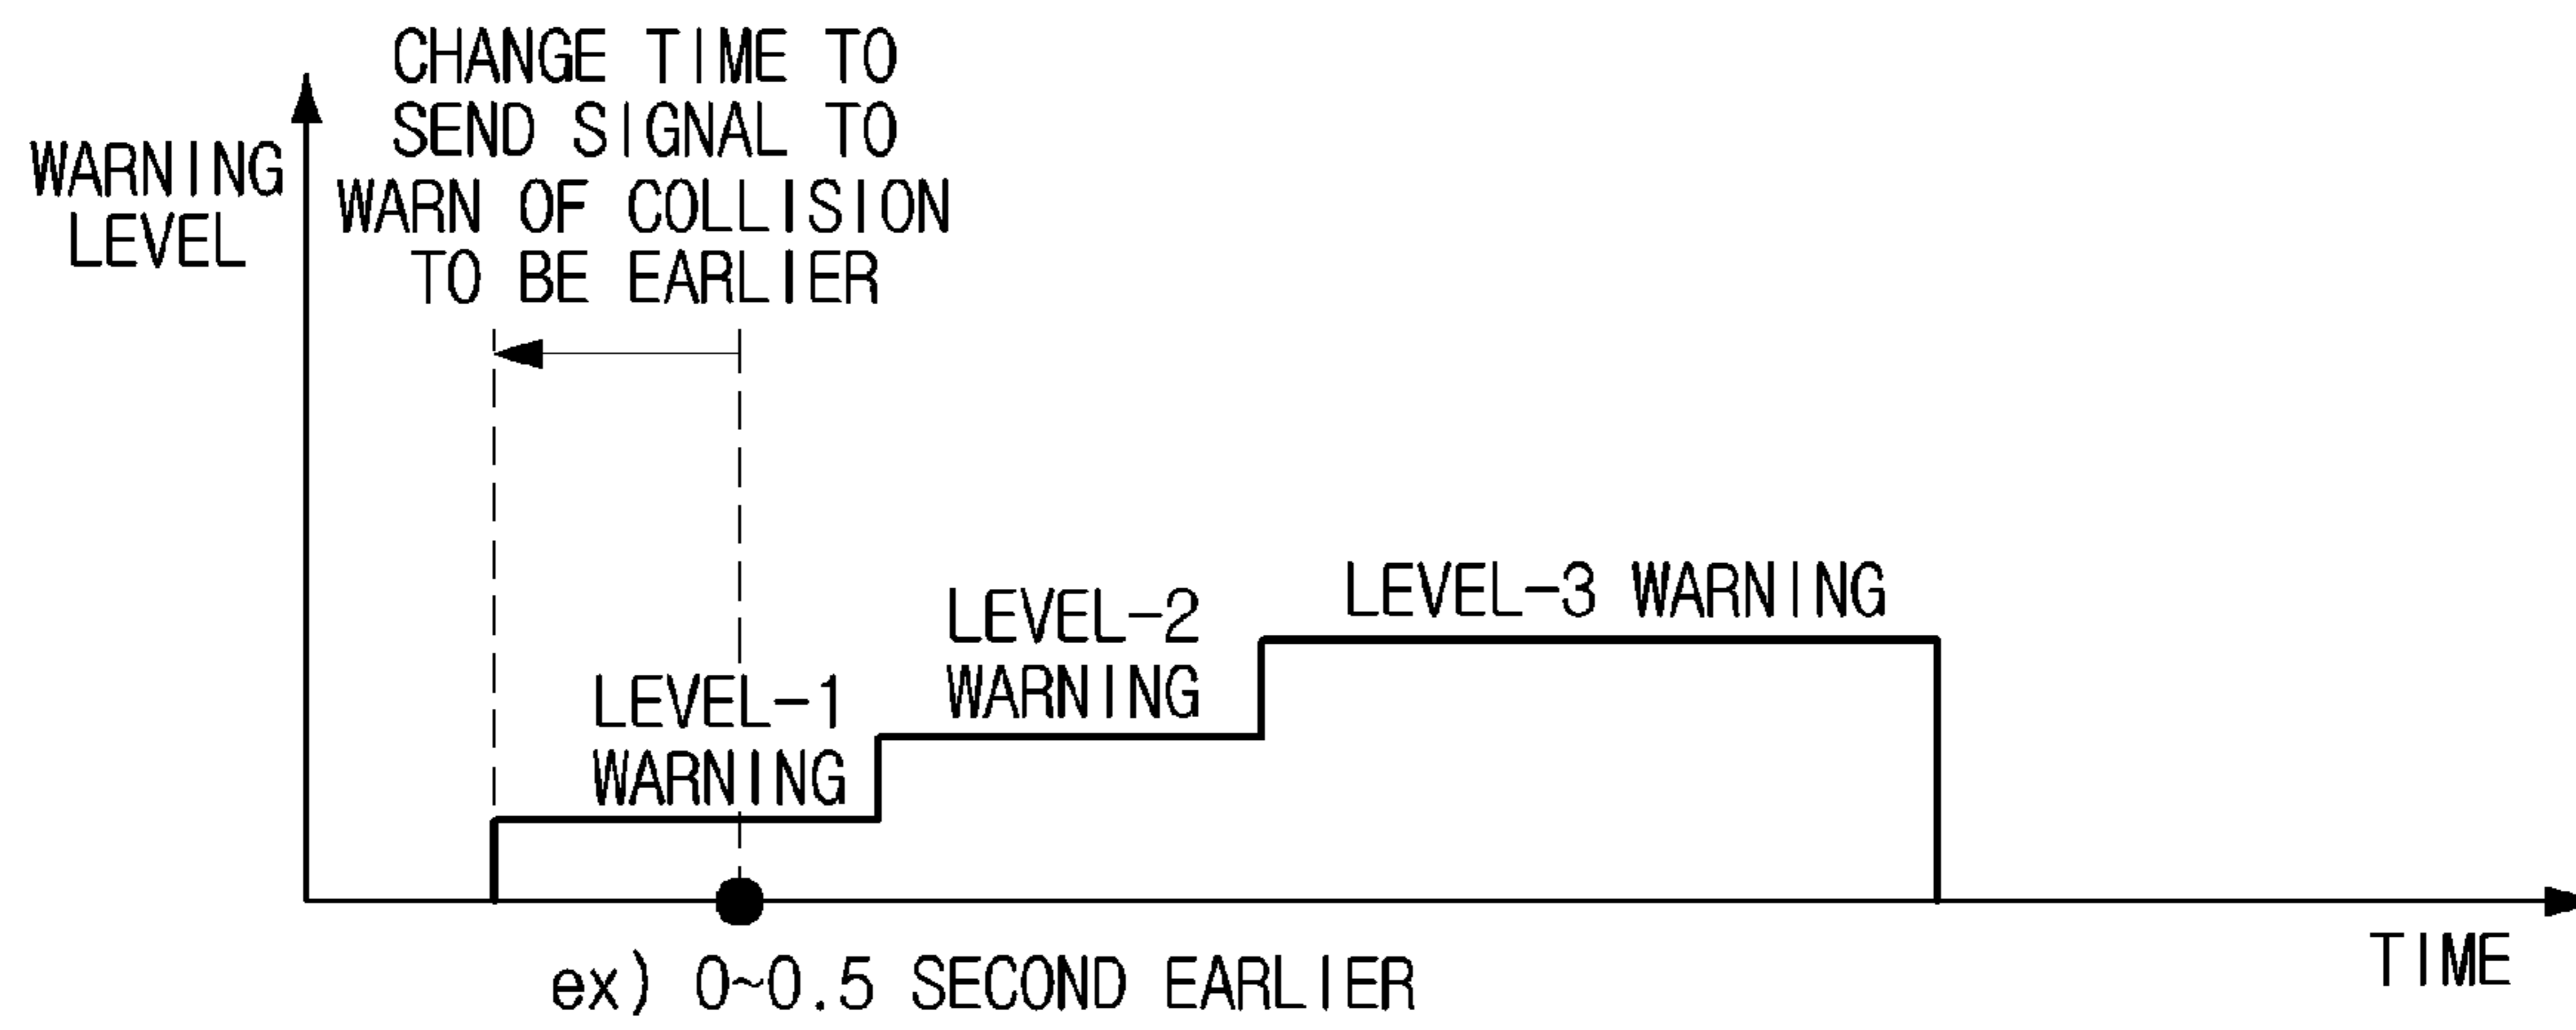 CHANGE TIME TO
SEND SIGNAL TO
WARN OF COLLISION
TO BE EARLIER
WARNING
LEVEL
LEVEL-1
WARNING
LEVEL-2
WARNING
LEVEL-3 WARNING
TIME
ex) 0~0.5 SECOND EARLIER